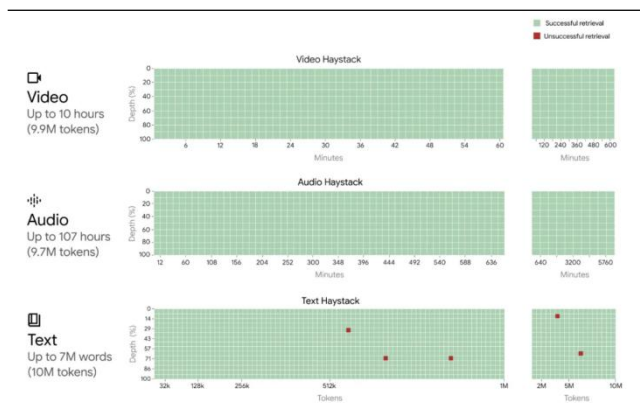 Successful retrieval
Unsuccessful retrieval
Video Haystack
Video
Up to 10 hours
(9.9M tokens)
Depth (%)
0
20
40
60
80
100
6 12 18 24 30 36 42 48 54 60
Minutes
120 240 360 480 600
Minutes
Audio Haystack
Audio
Up to 107 hours
(9.7M tokens)
Depth (%)
0
20
40
60
80
100
12 60 108 156 204 252 300 348 396 444 492 540 588 636
Minutes
640 3200 5760
Minutes
Text Haystack
Text
Up to 7M words
(10M tokens)
Depth (%)
0
14
29
43
57
71
86
100
32k 128k 256k 512k 1M
Tokens
2M 5M 10M
Tokens